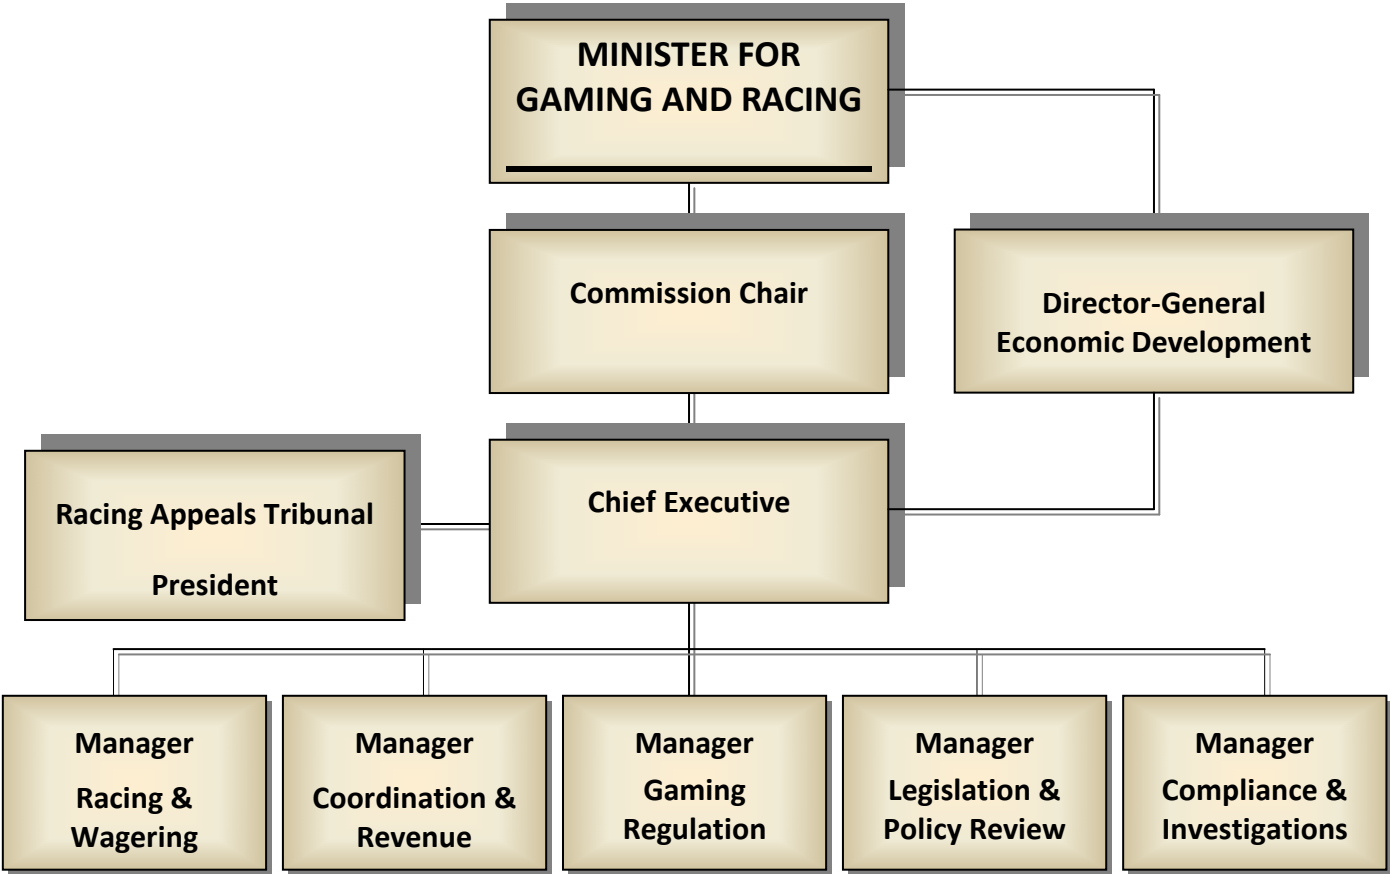 MINISTER FOR
GAMING AND RACING
Commission Chair
Director-General
Economic Development
Racing Appeals Tribunal
President
Chief Executive
Manager
Racing &
Wagering
Manager
Coordination &
Revenue
Manager
Gaming
Regulation
Manager
Legislation &
Policy Review
Manager
Compliance &
Investigations